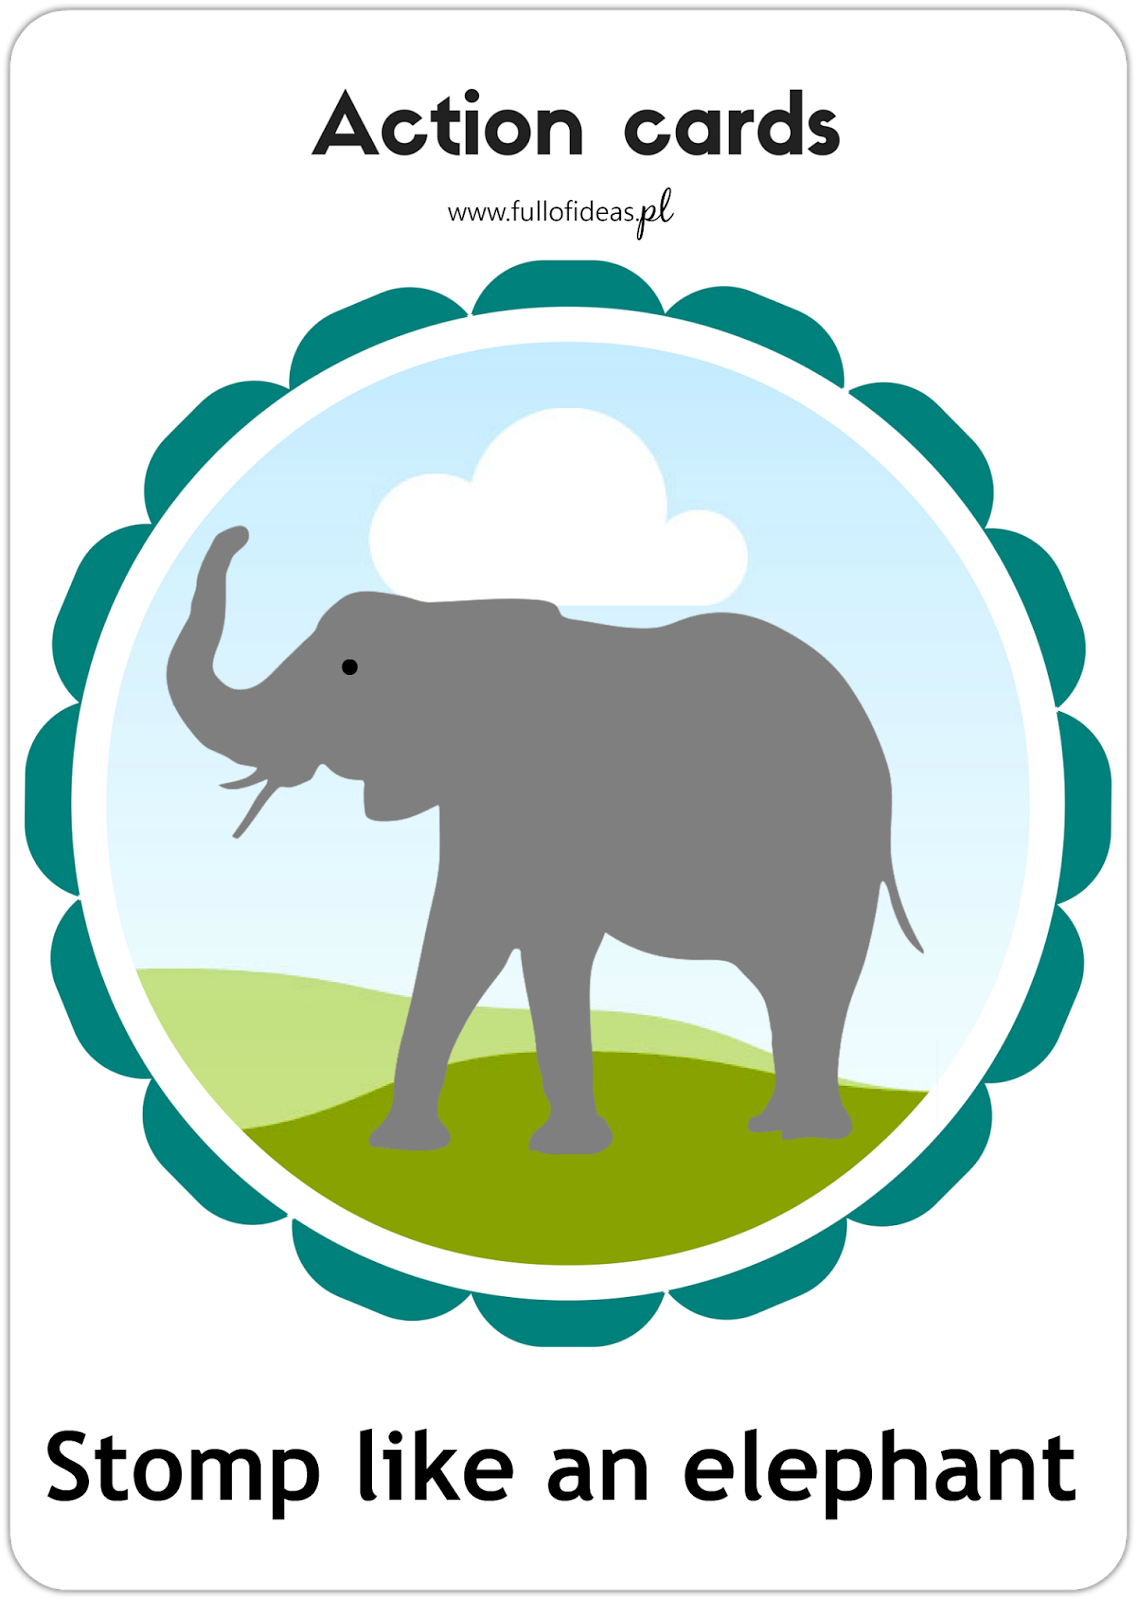 Action cards
www.fullofideas.pl
Stomp like an elephant